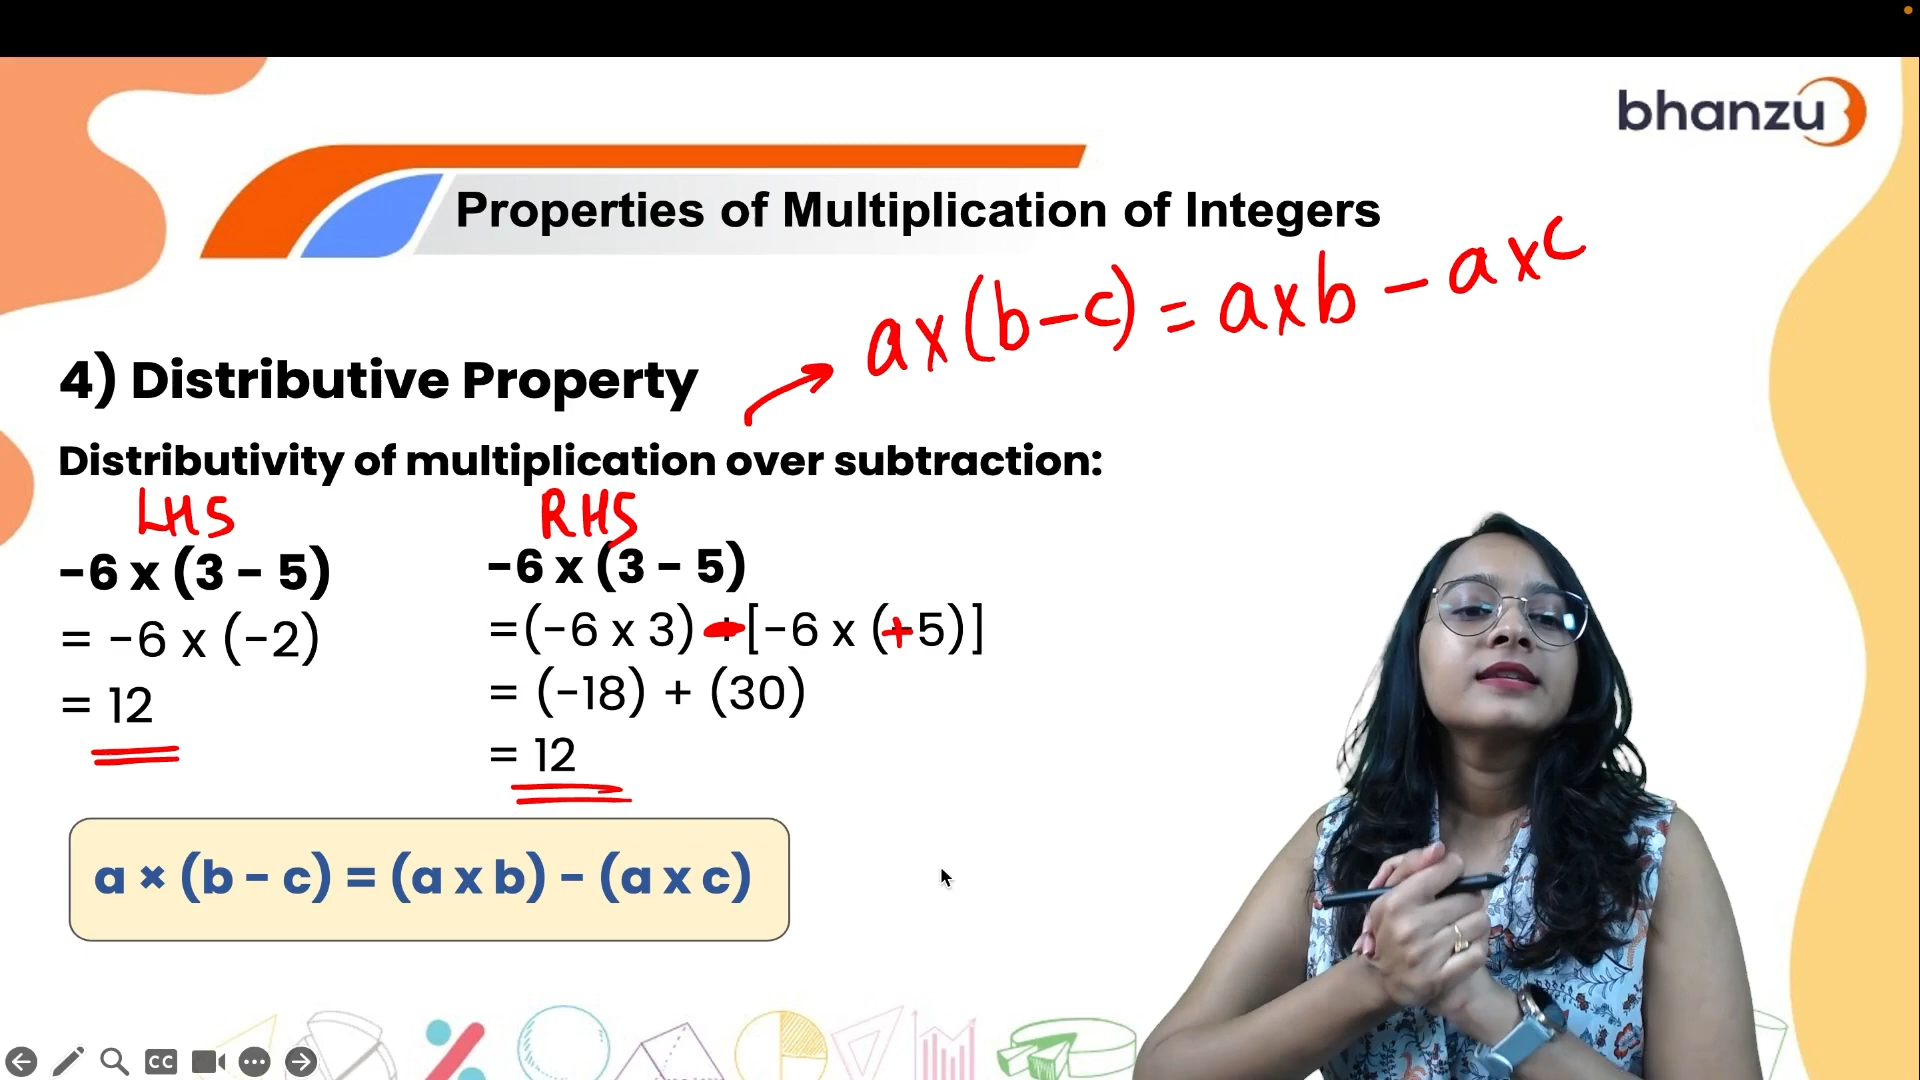 bhanzu
Properties of Multiplication of Integers
a x (b - c) = a x b - a x c
4) Distributive Property
Distributivity of multiplication over subtraction:
LHS
-6 x (3 - 5)
= -6 x (-2)
= 12
RHS
-6 x (3 - 5)
=(-6 x 3) - [-6 x (+5)]
= (-18) + (30)
= 12
a × (b - c) = (a x b) - (a x c)
CC